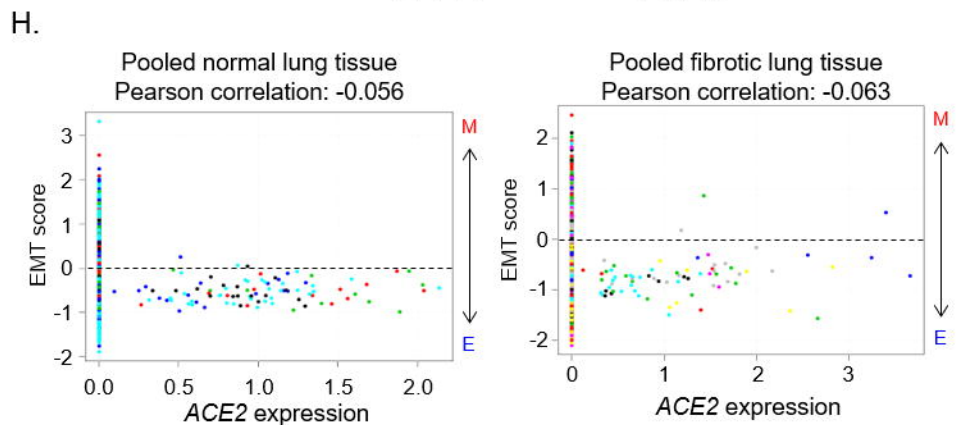 H.
Pooled normal lung tissue
Pearson correlation: -0.056
M
EMT score
3
2
1
0
-1
-2
E
0.0 0.5 1.0 1.5 2.0
ACE2 expression
Pooled fibrotic lung tissue
Pearson correlation: -0.063
M
EMT score
2
1
0
-1
-2
E
0 1 2 3
ACE2 expression